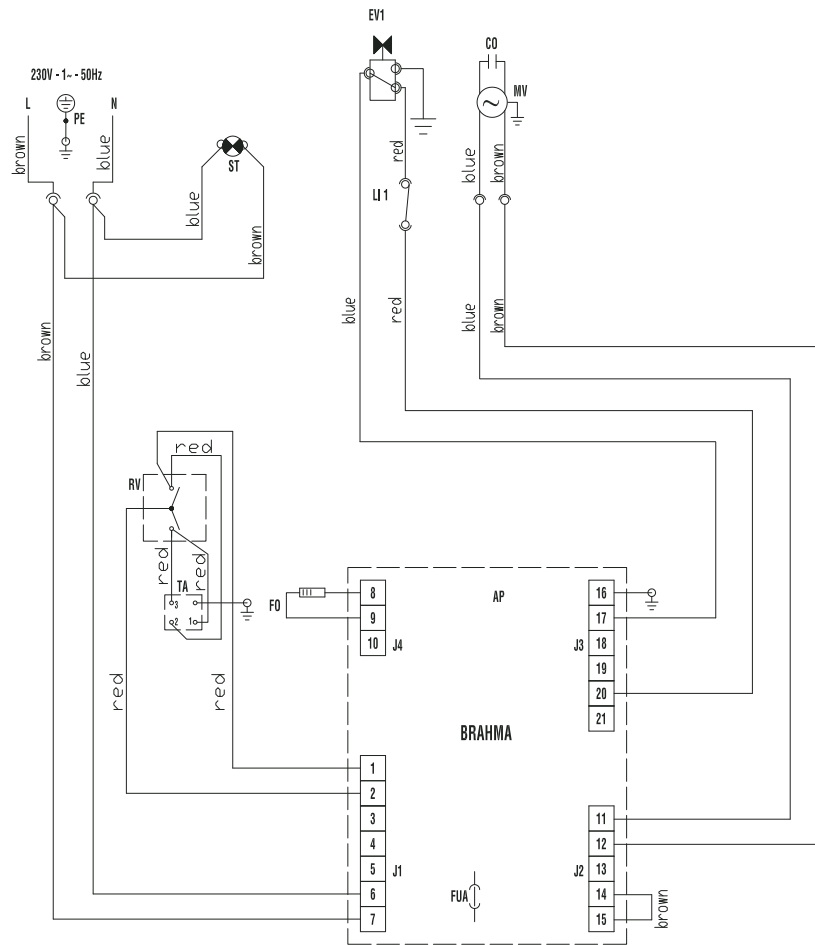 EV1
CO
230V - 1~ - 50Hz
L
N
PE
MV
ST
brown
blue
red
blue
brown
LI 1
blue
brown
blue
red
blue
brown
brown
blue
red
RV
red
red
TA
3
2
1
FO
8
9
10
J4
AP
16
17
18
19
20
21
J3
red
red
BRAHMA
1
2
3
4
5
6
7
J1
FUA
11
12
13
14
15
J2
brown